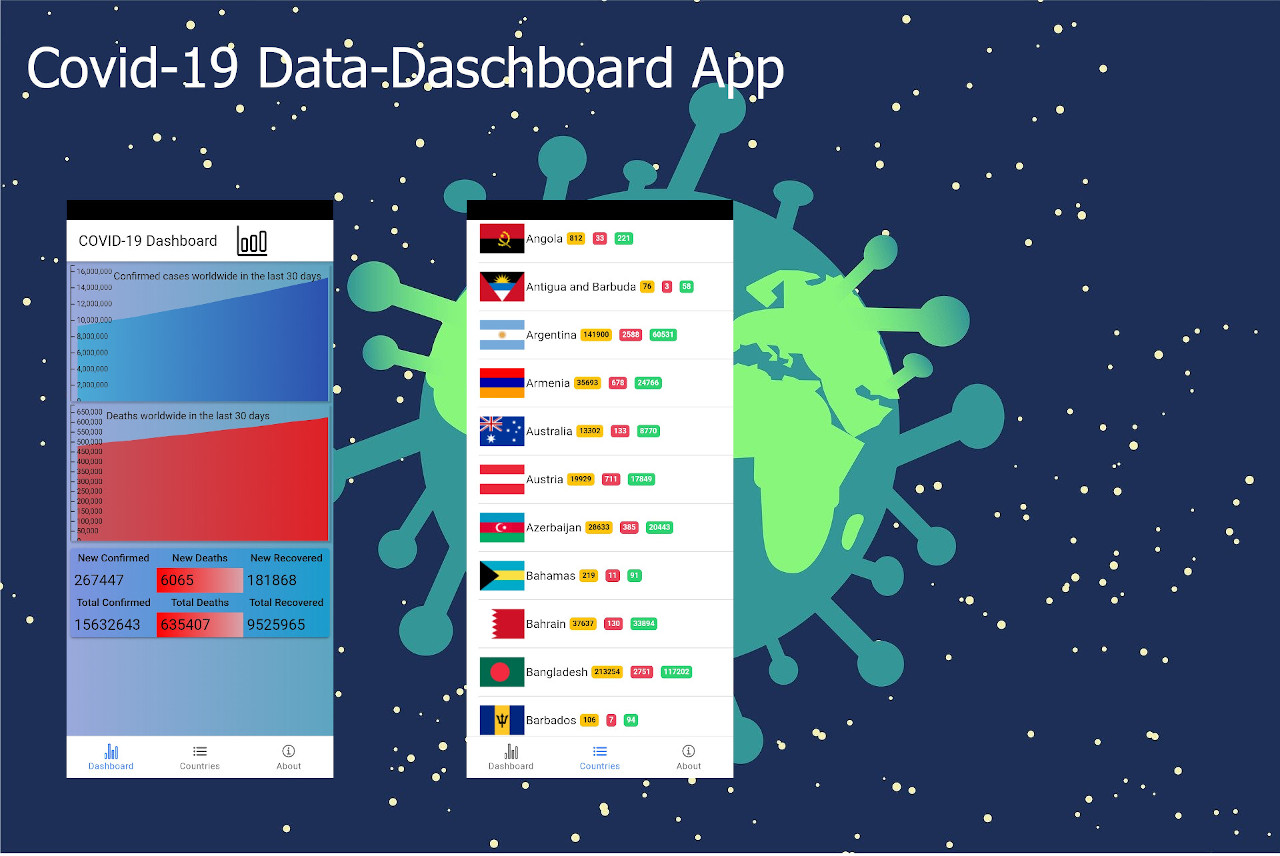 Covid-19 Data-Daschboard App
COVID-19 Dashboard
Confirmed cases worldwide in the last 30 days
16,000,000
14,000,000
12,000,000
10,000,000
8,000,000
6,000,000
4,000,000
2,000,000
0
Deaths worldwide in the last 30 days
650,000
600,000
550,000
500,000
450,000
400,000
350,000
300,000
250,000
200,000
150,000
100,000
50,000
New Confirmed New Deaths New Recovered
267447 6065 181868
Total Confirmed Total Deaths Total Recovered
15632643 635407 9525965
Dashboard Countries About
Angola 812 33 221
Antigua and Barbuda 76 3 58
Argentina 141900 2588 60531
Armenia 35693 678 24766
Australia 13302 133 8770
Austria 19929 711 17849
Azerbaijan 28633 385 20443
Bahamas 219 11 91
Bahrain 37637 130 33894
Bangladesh 213254 2751 117202
Barbados 106 7 94
Dashboard Countries About